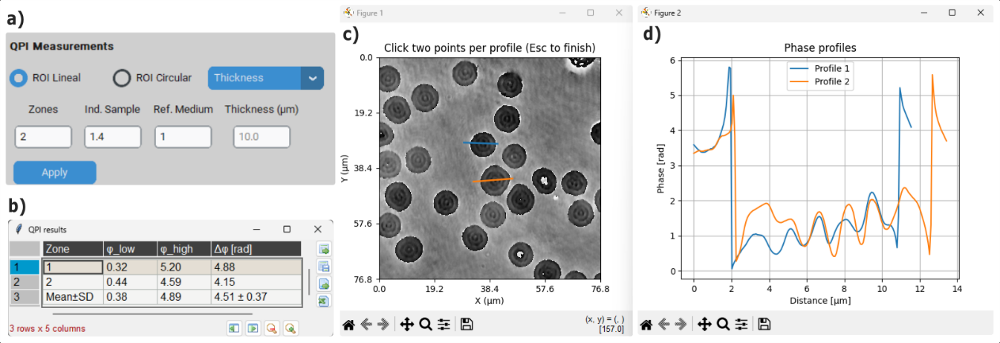 a)
QPI Measurements
ROI Lineal ROI Circular Thickness
Zones Ind. Sample Ref. Medium Thickness (µm)
2 1.4 1 10.0
Apply
b)
QPI results
Zone φ_low φ_high Δφ [rad]
1 1 0.32 5.20 4.88
2 2 0.44 4.59 4.15
3 Mean±SD 0.38 4.89 4.51 ± 0.37
3 rows x 5 columns
Figure 1
c)
Click two points per profile (Esc to finish)
0.0
19.2
38.4
57.6
76.8
Y (µm)
0.0 19.2 38.4 57.6 76.8
X (µm)
(x, y) = (, )
[157.0]
Figure 2
d)
Phase profiles
Profile 1
Profile 2
6
5
4
3
2
1
0
Phase [rad]
0 2 4 6 8 10 12 14
Distance [µm]